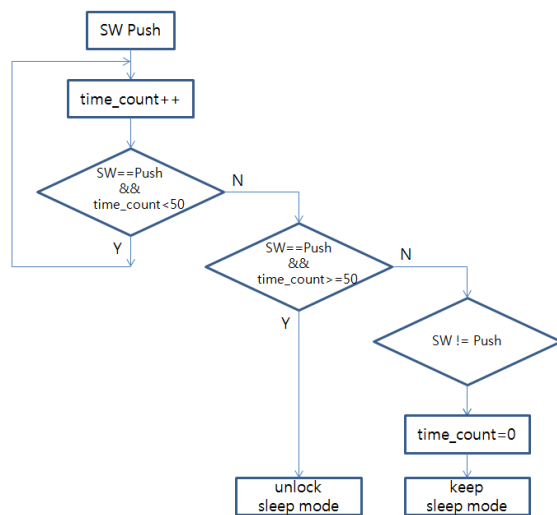 SW Push
time_count++
SW==Push
&&
time_count<50
N
Y
SW==Push
&&
time_count>=50
N
Y
SW != Push
time_count=0
unlock
sleep mode
keep
sleep mode